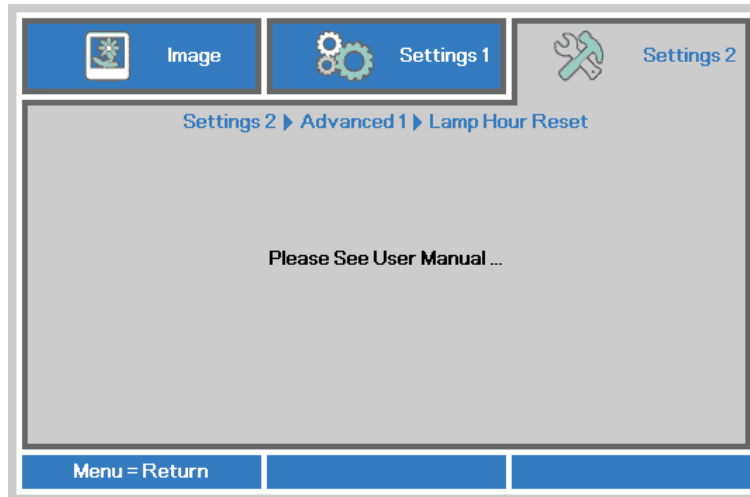 Image
Settings 1
Settings 2
Settings 2 ▶ Advanced 1 ▶ Lamp Hour Reset
Please See User Manual ...
Menu = Return